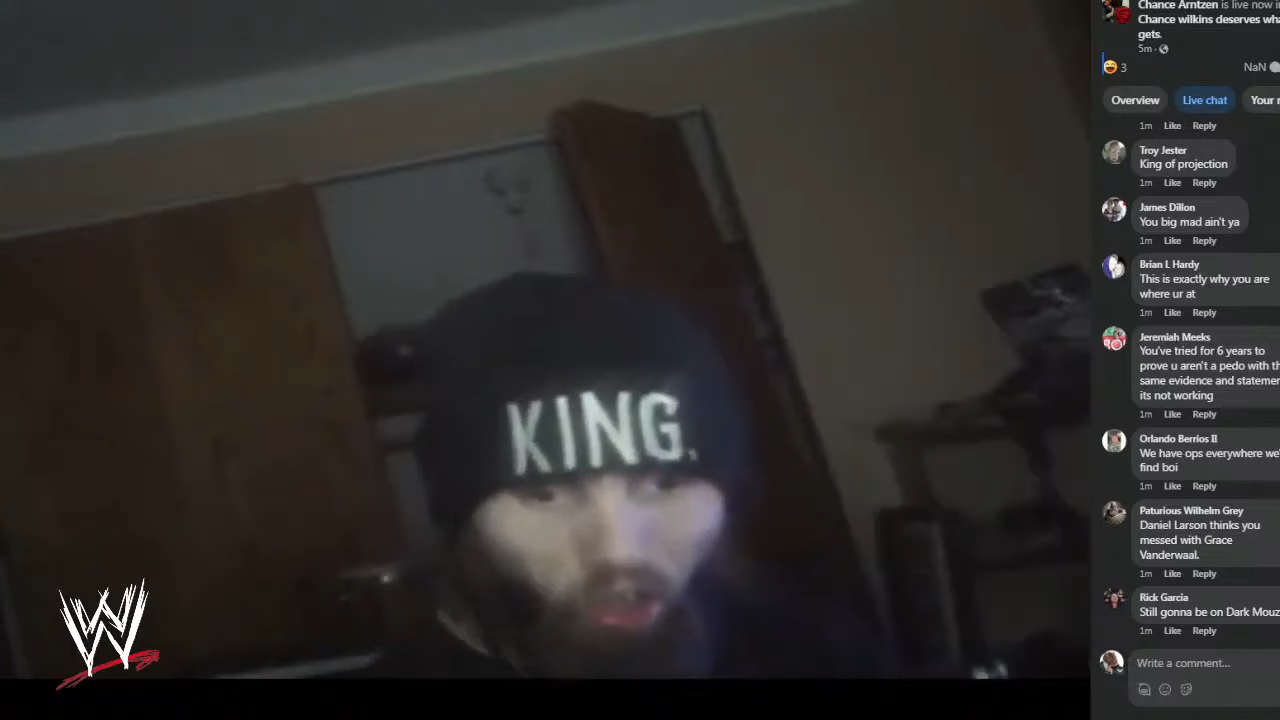 KING.
W
Chance Arntzen is live now i
Chance wilkins deserves wha
gets.
5m
3
NaN
Overview
Live chat
Your r
1m Like Reply
Troy Jester
King of projection
1m Like Reply
James Dillon
You big mad ain't ya
1m Like Reply
Brian L Hardy
This is exactly why you are
where ur at
1m Like Reply
Jeremiah Meeks
You've tried for 6 years to
prove u aren't a pedo with th
same evidence and statemen
its not working
1m Like Reply
Orlando Berrios II
We have ops everywhere we'
find boi
1m Like Reply
Paturious Wilhelm Grey
Daniel Larson thinks you
messed with Grace
Vanderwaal.
1m Like Reply
Rick Garcia
Still gonna be on Dark Mouz
1m Like Reply
Write a comment...